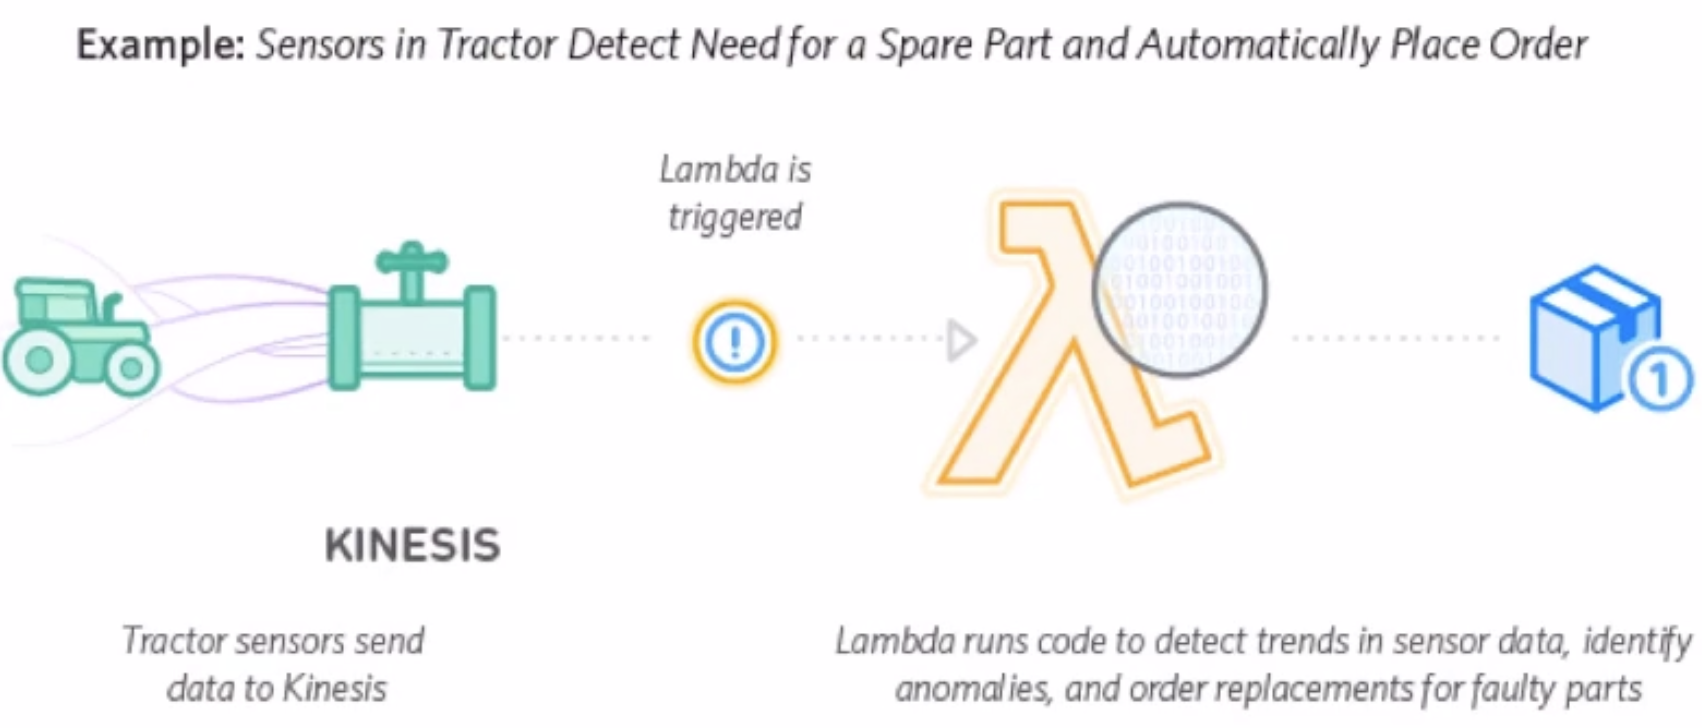 Example: Sensors in Tractor Detect Need for a Spare Part and Automatically Place Order
Lambda is
triggered
!
1
KINESIS
Tractor sensors send
data to Kinesis
Lambda runs code to detect trends in sensor data, identify
anomalies, and order replacements for faulty parts